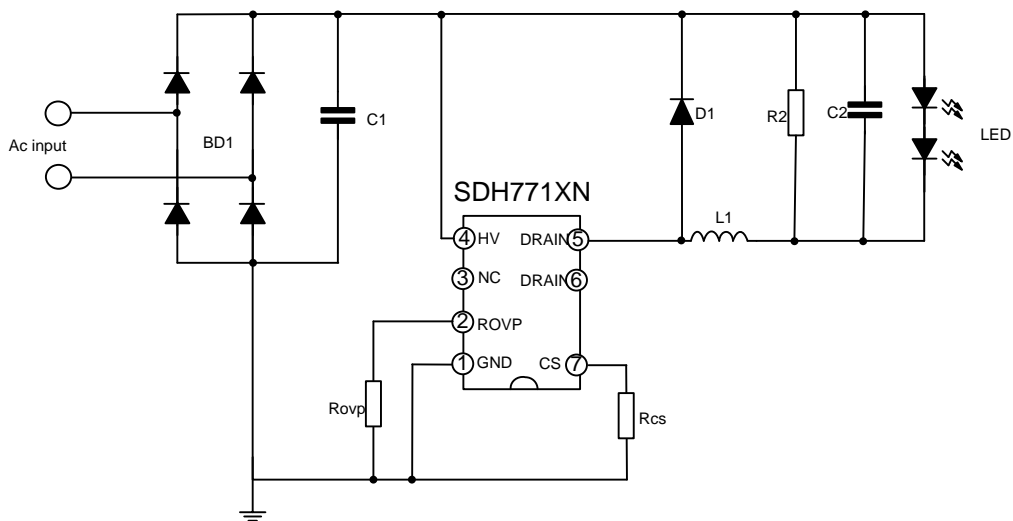 Ac input
BD1
C1
D1
R2
C2
LED
SDH771XN
L1
4 HV
DRAIN 5
3 NC
DRAIN 6
2 ROVP
1 GND
CS 7
Rovp
Rcs